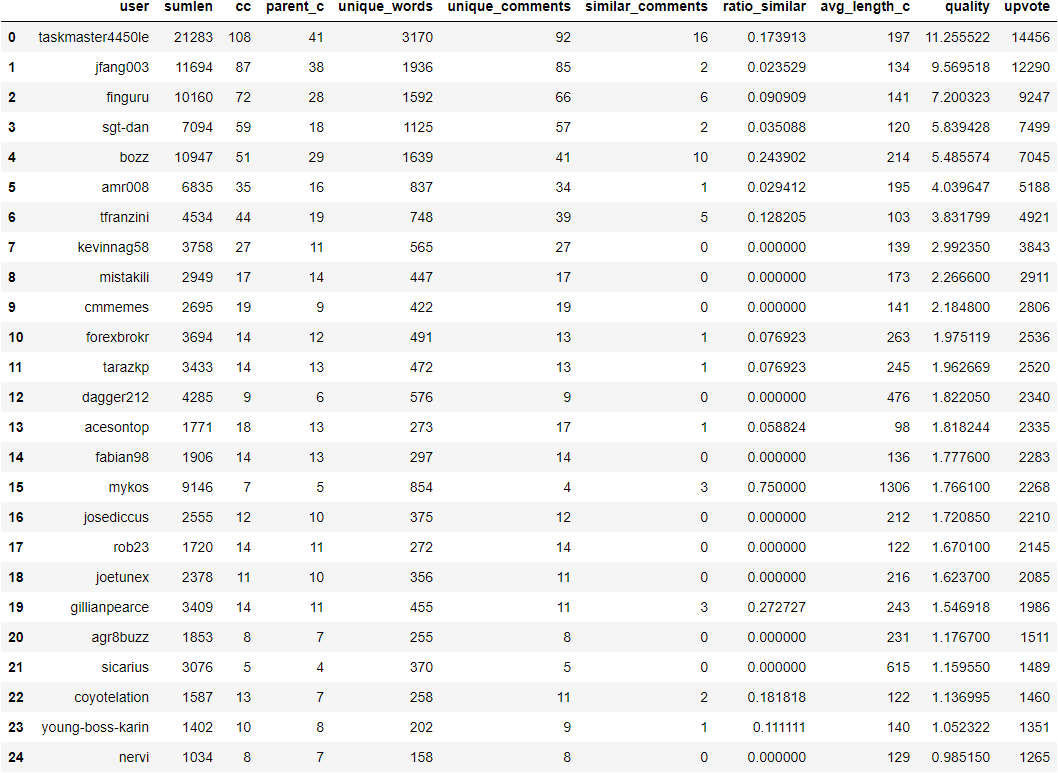 user sumlen cc parent_c unique_words unique_comments similar_comments ratio_similar avg_length_c quality upvote
0 taskmaster4450le 21283 108 41 3170 92 16 0.173913 197 11.255522 14456
1 jfang003 11694 87 38 1936 85 2 0.023529 134 9.569518 12290
2 finguru 10160 72 28 1592 66 6 0.090909 141 7.200323 9247
3 sgt-dan 7094 59 18 1125 57 2 0.035088 120 5.839428 7499
4 bozz 10947 51 29 1639 41 10 0.243902 214 5.485574 7045
5 amr008 6835 35 16 837 34 1 0.029412 195 4.039647 5188
6 tfranzini 4534 44 19 748 39 5 0.128205 103 3.831799 4921
7 kevinnag58 3758 27 11 565 27 0 0.000000 139 2.992350 3843
8 mistakili 2949 17 14 447 17 0 0.000000 173 2.266600 2911
9 cmmemes 2695 19 9 422 19 0 0.000000 141 2.184800 2806
10 forexbrokr 3694 14 12 491 13 1 0.076923 263 1.975119 2536
11 tarazkp 3433 14 13 472 13 1 0.076923 245 1.962669 2520
12 dagger212 4285 9 6 576 9 0 0.000000 476 1.822050 2340
13 acesontop 1771 18 13 273 17 1 0.058824 98 1.818244 2335
14 fabian98 1906 14 13 297 14 0 0.000000 136 1.777600 2283
15 mykos 9146 7 5 854 4 3 0.750000 1306 1.766100 2268
16 josediccus 2555 12 10 375 12 0 0.000000 212 1.720850 2210
17 rob23 1720 14 11 272 14 0 0.000000 122 1.670100 2145
18 joetunex 2378 11 10 356 11 0 0.000000 216 1.623700 2085
19 gillianpearce 3409 14 11 455 11 3 0.272727 243 1.546918 1986
20 agr8buzz 1853 8 7 255 8 0 0.000000 231 1.176700 1511
21 sicarius 3076 5 4 370 5 0 0.000000 615 1.159550 1489
22 coyotelation 1587 13 7 258 11 2 0.181818 122 1.136995 1460
23 young-boss-karin 1402 10 8 202 9 1 0.111111 140 1.052322 1351
24 nervi 1034 8 7 158 8 0 0.000000 129 0.985150 1265